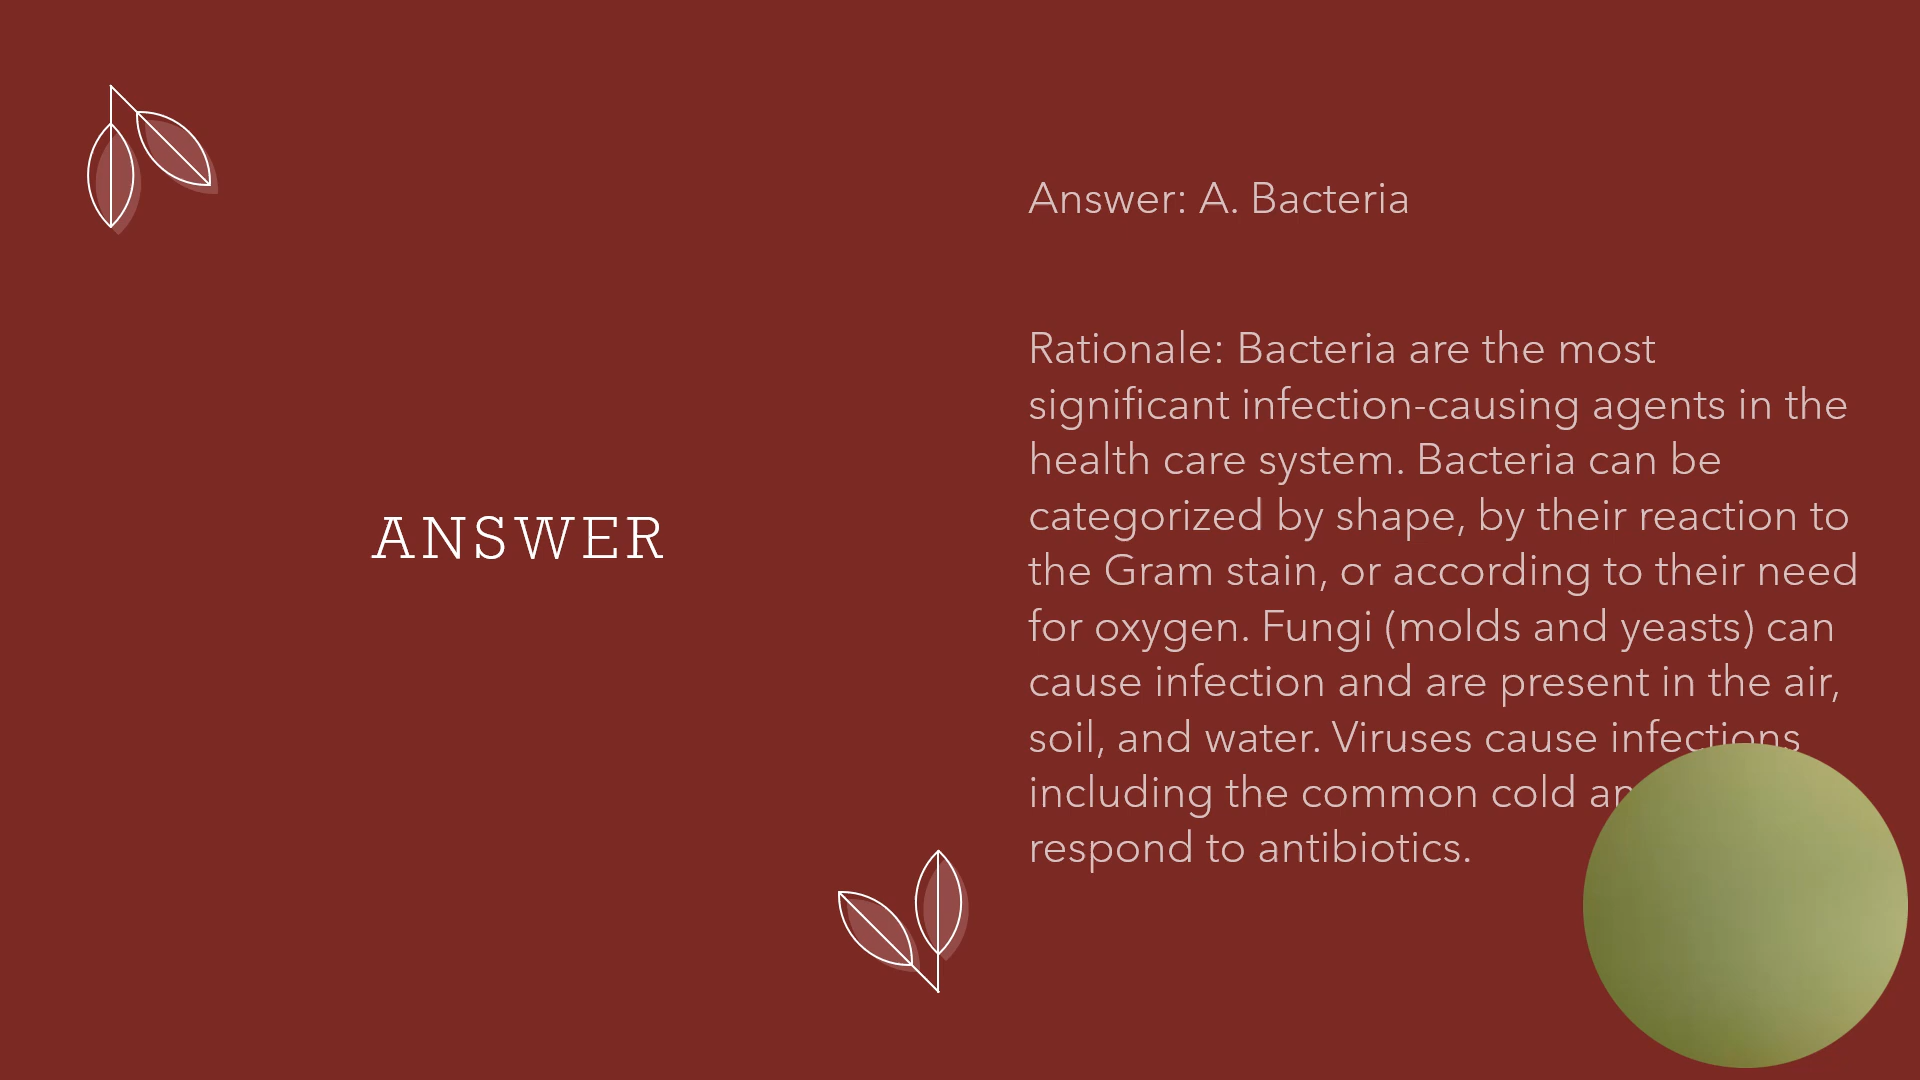 ANSWER
Answer: A. Bacteria
Rationale: Bacteria are the most
significant infection-causing agents in the
health care system. Bacteria can be
categorized by shape, by their reaction to
the Gram stain, or according to their need
for oxygen. Fungi (molds and yeasts) can
cause infection and are present in the air,
soil, and water. Viruses cause infections
including the common cold
respond to antibiotics.